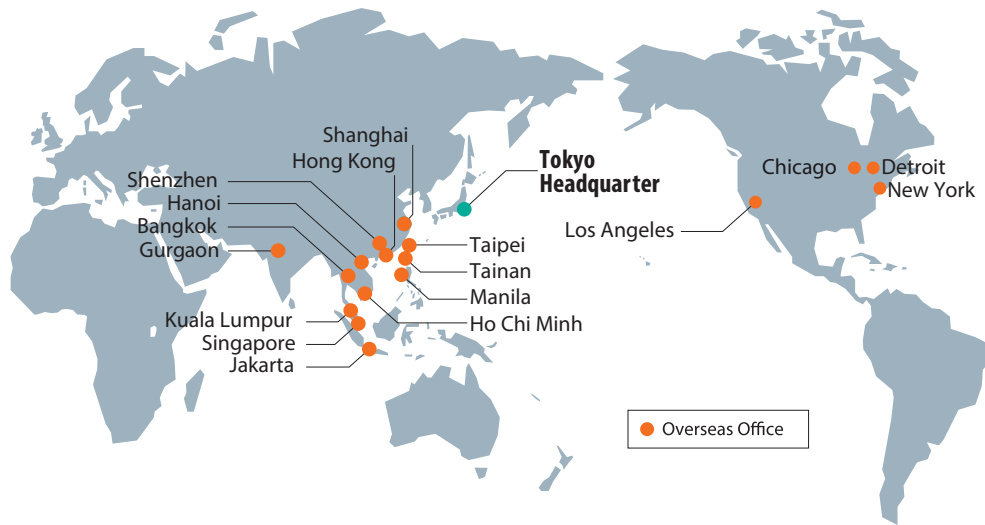 Shanghai
Hong Kong
Shenzhen
Hanoi
Bangkok
Gurgaon
Kuala Lumpur
Singapore
Jakarta
Tokyo
Headquarter
Taipei
Tainan
Manila
Ho Chi Minh
Chicago
Detroit
New York
Los Angeles
Overseas Office